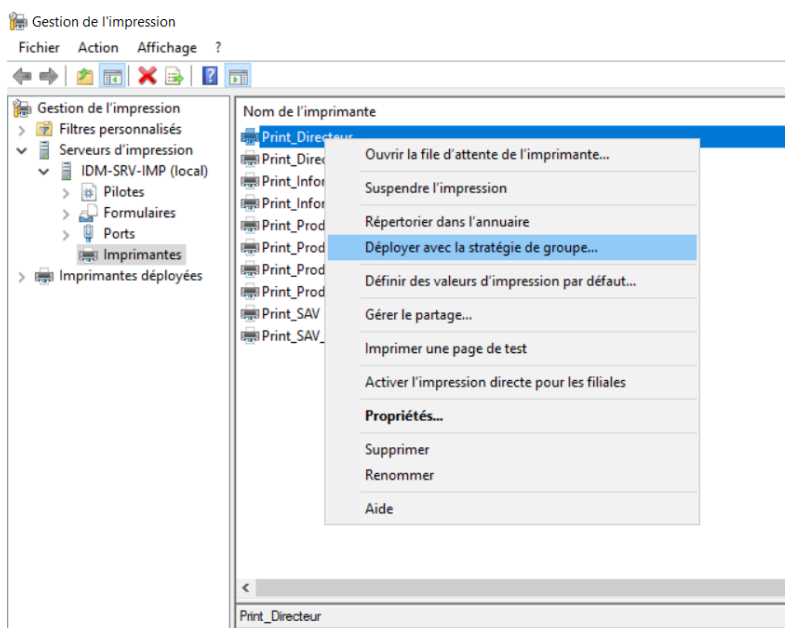 Gestion de l'impression
Fichier Action Affichage ?
Gestion de l'impression
Filtres personnalisés
Serveurs d'impression
IDM-SRV-IMP (local)
Pilotes
Formulaires
Ports
Imprimantes
Imprimantes déployées
Nom de l'imprimante
Print_Directeur
Print_Direc
Print_Infor
Print_Infor
Print_Prod
Print_Prod
Print_Prod
Print_Prod
Print_SAV
Print_SAV_
Ouvrir la file d'attente de l'imprimante...
Suspendre l'impression
Répertorier dans l'annuaire
Déployer avec la stratégie de groupe...
Définir des valeurs d'impression par défaut...
Gérer le partage...
Imprimer une page de test
Activer l'impression directe pour les filiales
Propriétés...
Supprimer
Renommer
Aide
Print_Directeur